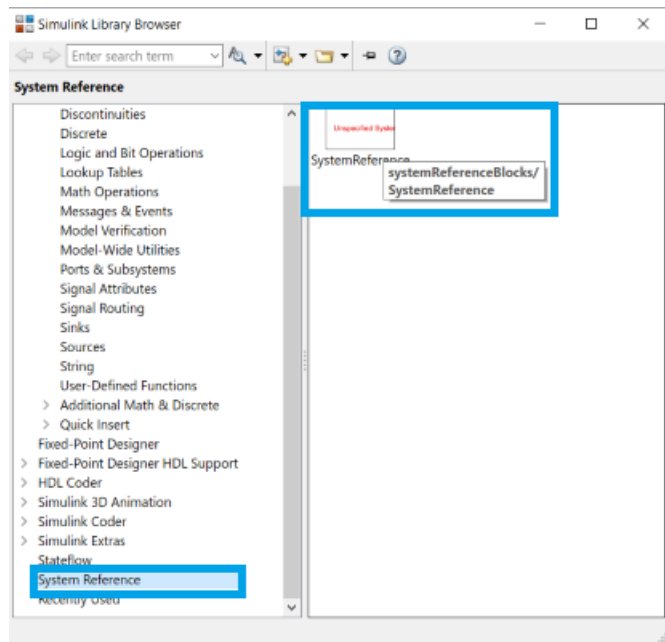 Simulink Library Browser
Enter search term
System Reference
Discontinuities
Discrete
Logic and Bit Operations
Lookup Tables
Math Operations
Messages & Events
Model Verification
Model-Wide Utilities
Ports & Subsystems
Signal Attributes
Signal Routing
Sinks
Sources
String
User-Defined Functions
Additional Math & Discrete
Quick Insert
Fixed-Point Designer
Fixed-Point Designer HDL Support
HDL Coder
Simulink 3D Animation
Simulink Coder
Simulink Extras
Stateflow
System Reference
Recently Used
Unspecified System
SystemReference
systemReferenceBlocks/
SystemReference